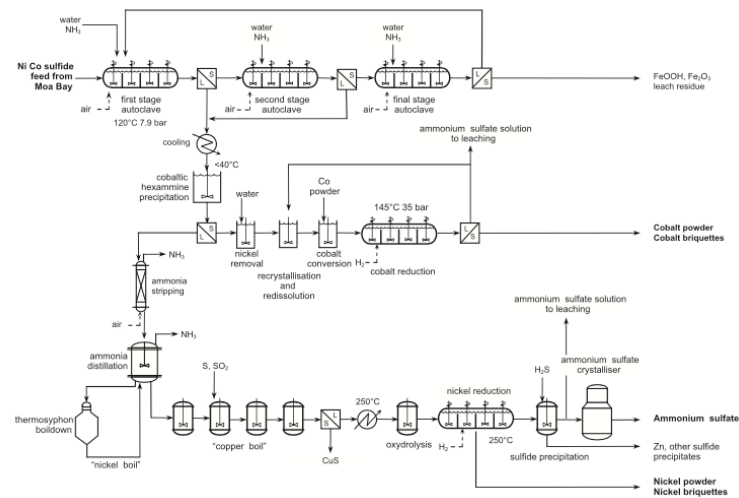 water
NH₃
water
NH₃
water
NH₃
Ni Co sulfide
feed from
Moa Bay
L
S
L
S
L
S
FeOOH, Fe₂O₃
leach residue
air
first stage
autoclave
air
second stage
autoclave
air
final stage
autoclave
120°C 7.9 bar
ammonium sulfate solution
to leaching
cooling
<40°C
cobaltic
hexammine
precipitation
water
Co
powder
145°C 35 bar
S
L
L
S
Cobalt powder
Cobalt briquettes
nickel
removal
cobalt
conversion
H₂
cobalt reduction
recrystallisation
and
redissolution
NH₃
ammonia
stripping
air
NH₃
ammonia
distillation
ammonium sulfate solution
to leaching
ammonium sulfate
crystalliser
S, SO₂
H₂S
250°C
nickel reduction
thermosyphon
boildown
L
S
Ammonium sulfate
"nickel boil"
"copper boil"
oxydrolysis
H₂
250°C
sulfide precipitation
Zn, other sulfide
precipitates
CuS
Nickel powder
Nickel briquettes